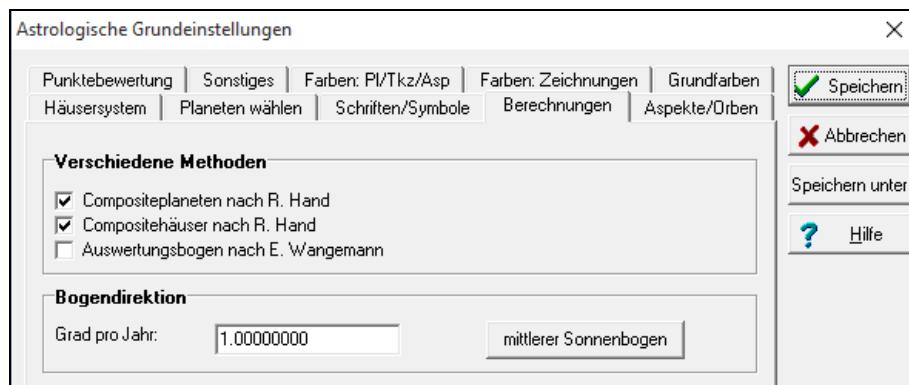 Astrologische Grundeinstellungen
Punktebewertung Sonstiges Farben: Pl/Tkz/Asp Farben: Zeichnungen Grundfarben
Häusersystem Planeten wählen Schriften/Symbole Berechnungen Aspekte/Orben
Speichern
Abbrechen
Speichern unter
Hilfe
Verschiedene Methoden
Compositeplaneten nach R. Hand
Compositehäuser nach R. Hand
Auswertungsbogen nach E. Wangemann
Bogendirektion
Grad pro Jahr: 1.00000000 mittlerer Sonnenbogen